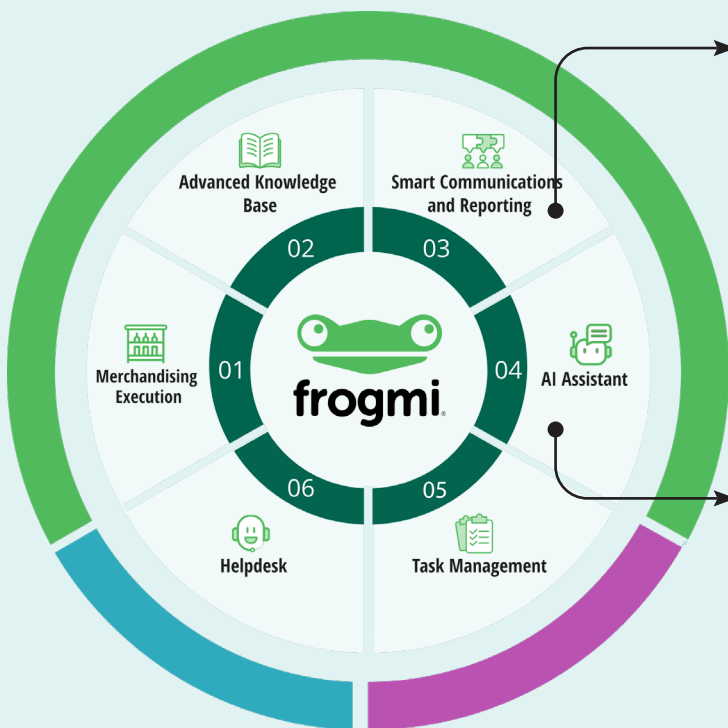 Advanced Knowledge
Base
Smart Communications
and Reporting
02
03
Merchandising
Execution
01
frogmi®
04
AI Assistant
06
05
Helpdesk
Task Management